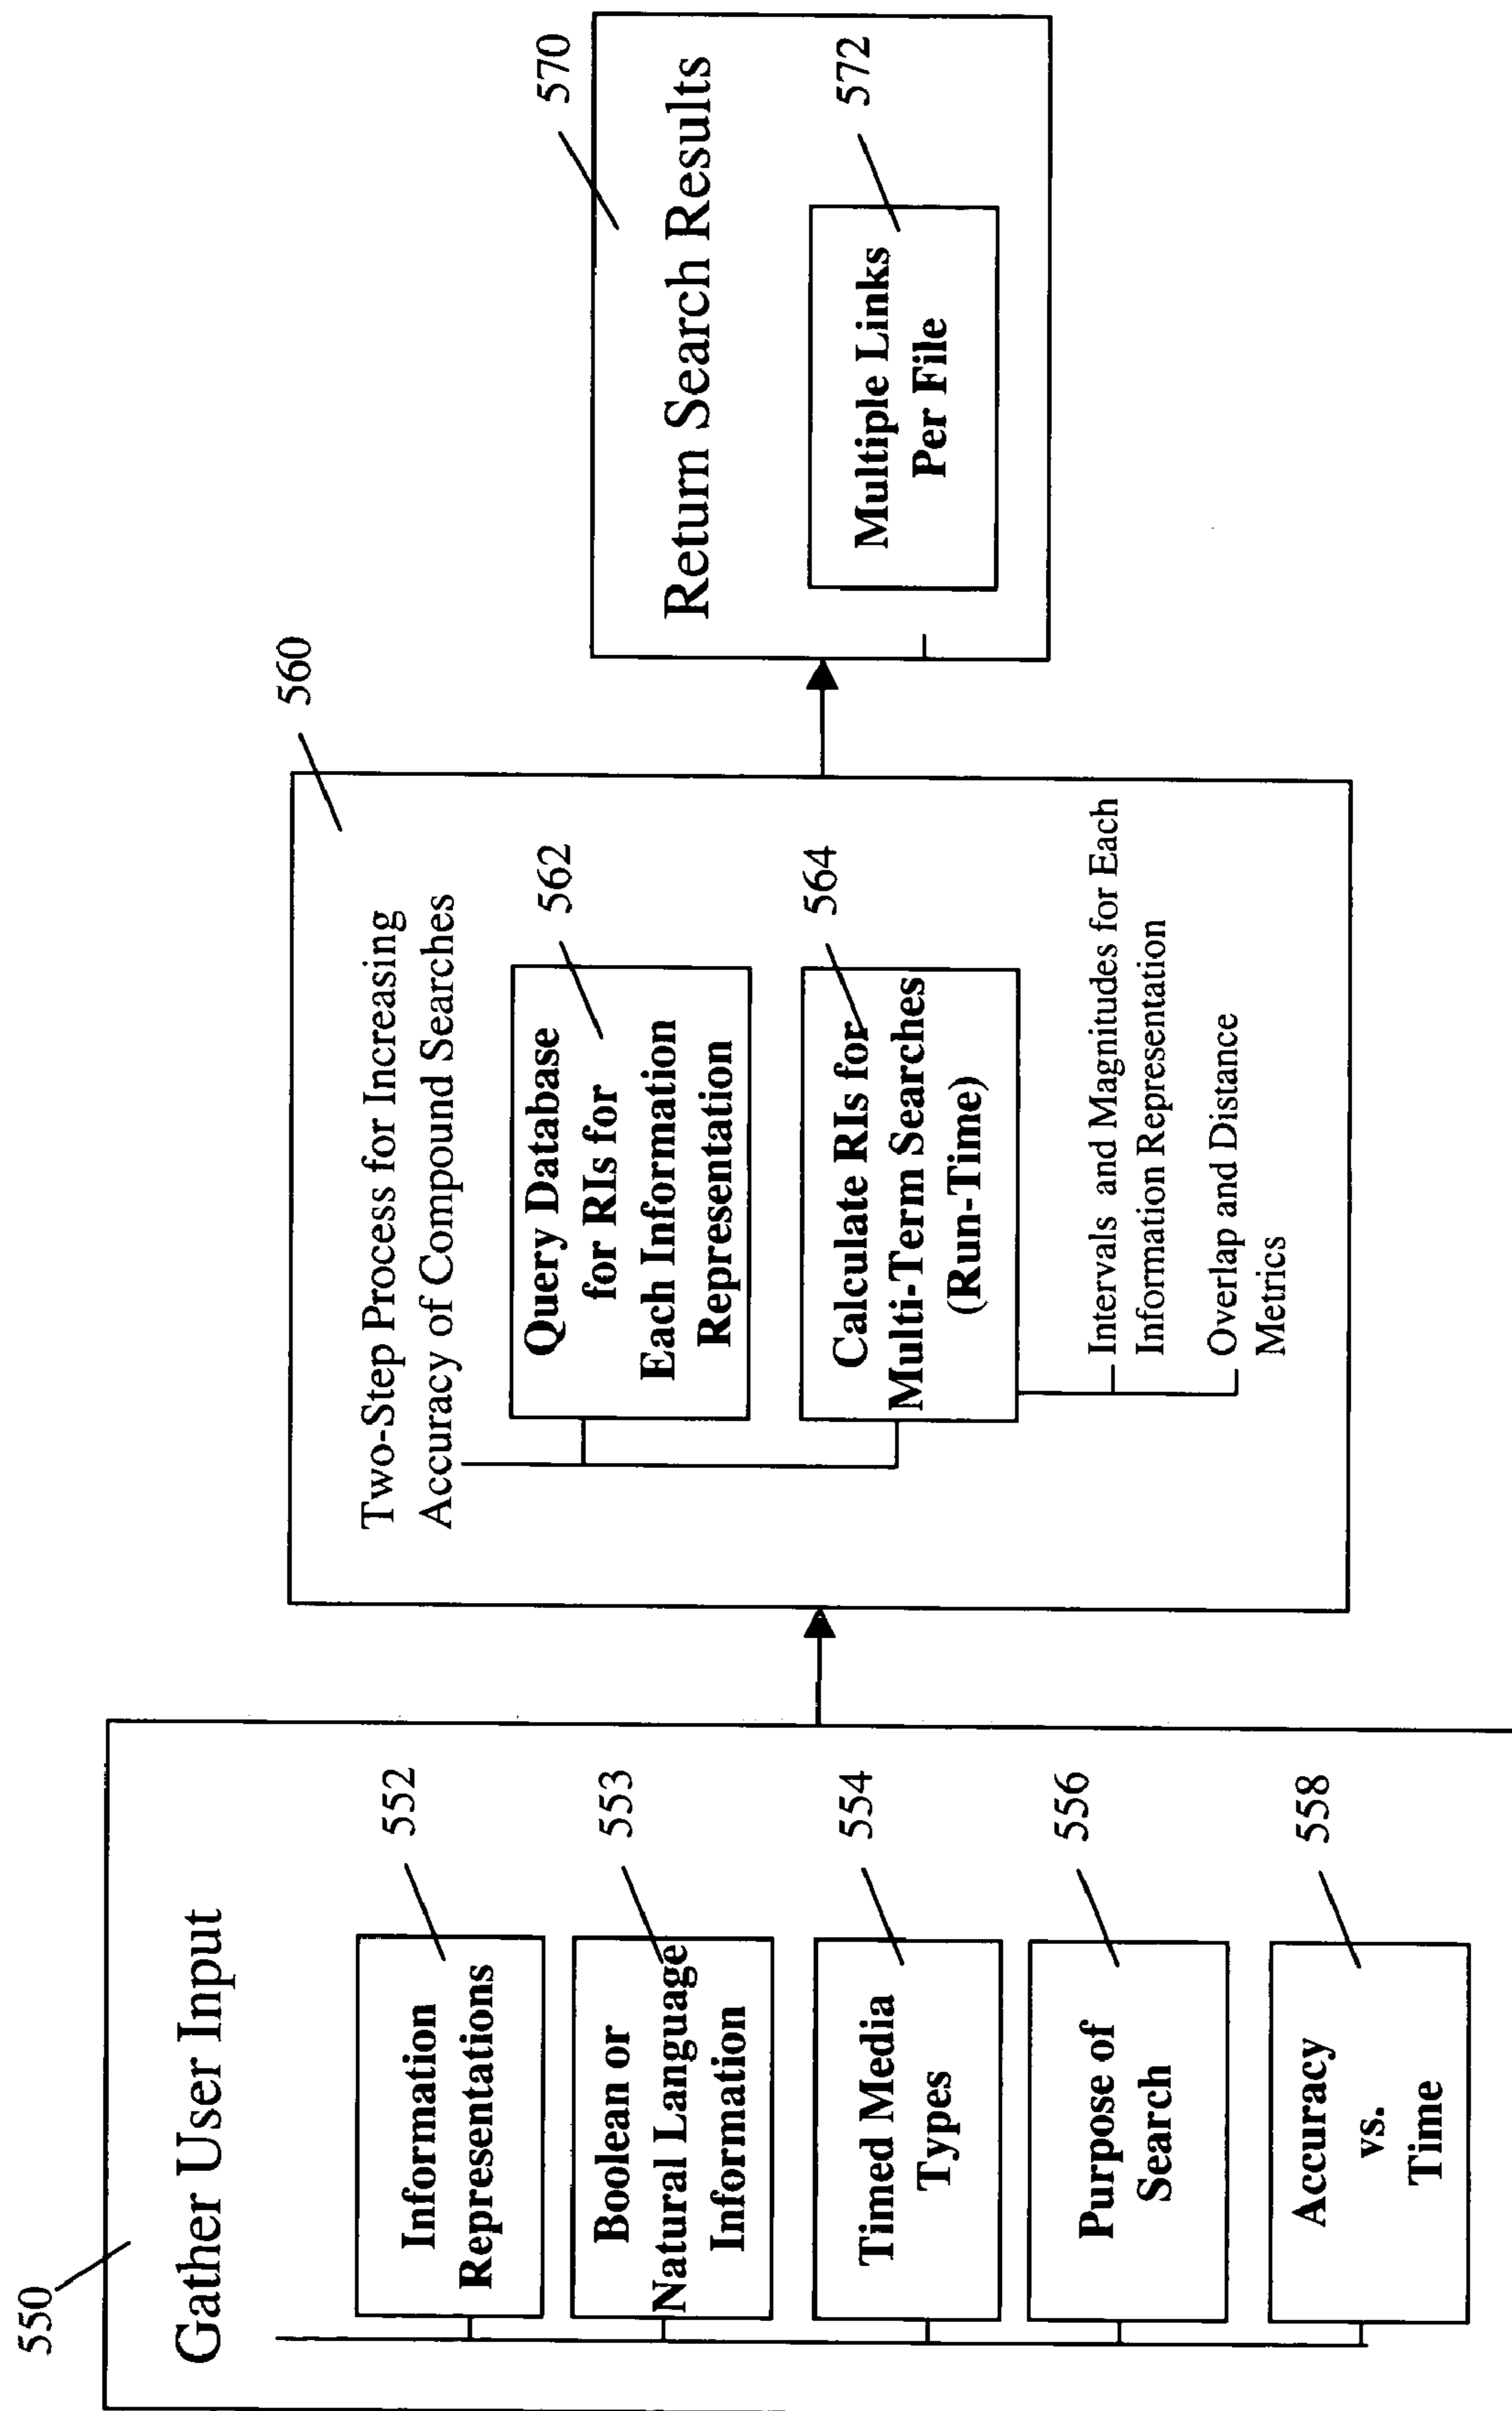 550
Gather User Input
Information
Representations
552
Boolean or
Natural Language
Information
553
Timed Media
Types
554
Purpose of
Search
556
Accuracy
vs.
Time
558
560
Two-Step Process for Increasing
Accuracy of Compound Searches
Query Database
for RIs for
Each Information
Representation
562
Calculate RIs for
Multi-Term Searches
(Run-Time)
564
Intervals and Magnitudes for Each
Information Representation
Overlap and Distance
Metrics
570
Return Search Results
Multiple Links
Per File
572